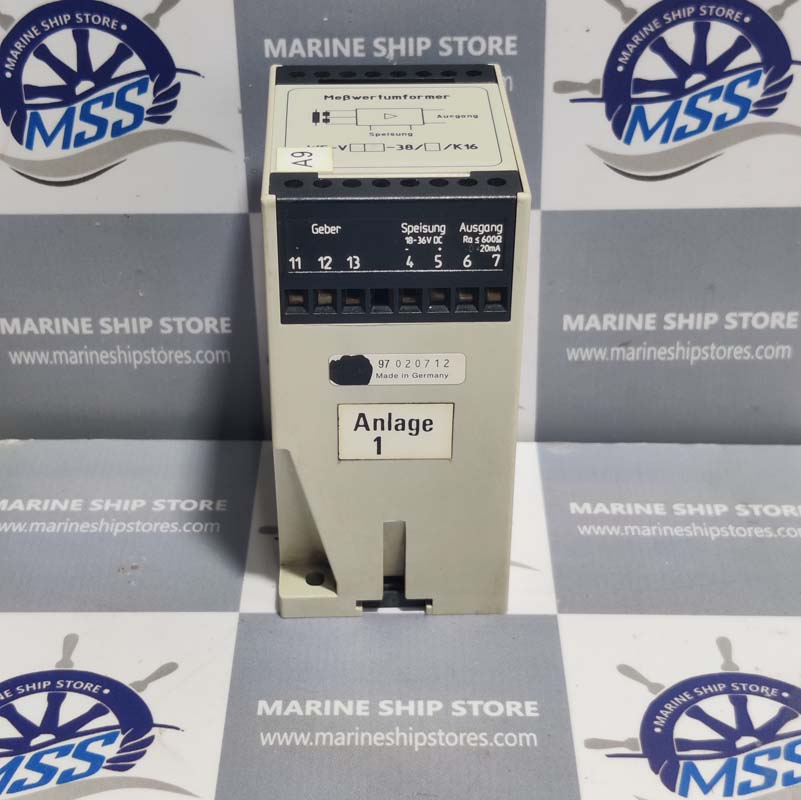 MARINE SHIP STORE
MSS
MARINE SHIP STORE
www.marineshipstores.com
MARINE SHIP STORE
MSS
Meßwertumformer
Ausgang
Speisung
-38/ /K16
A9
Geber Speisung Ausgang
18-36V DC Ra ≤ 600Ω
- + 20mA
11 12 13 4 5 6 7
MARINE SHIP STORE
www.marineshipstores.com
MARINE SHIP STORE
www.marineshipstores.com
97 020712
Made in Germany
Anlage
1
MARINE SHIP STORE
www.marineshipstores.com
MARINE SHIP STORE
www.marineshipstores.com
MARINE SHIP STORE
MSS
MARINE SHIP STORE
www.marineshipstores.com
MARINE SHIP STORE
MSS